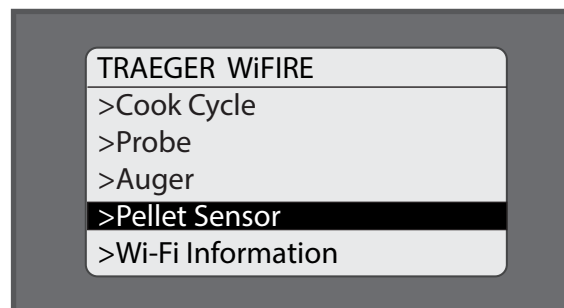 TRAEGER WiFIRE
>Cook Cycle
>Probe
>Auger
>Pellet Sensor
>Wi-Fi Information